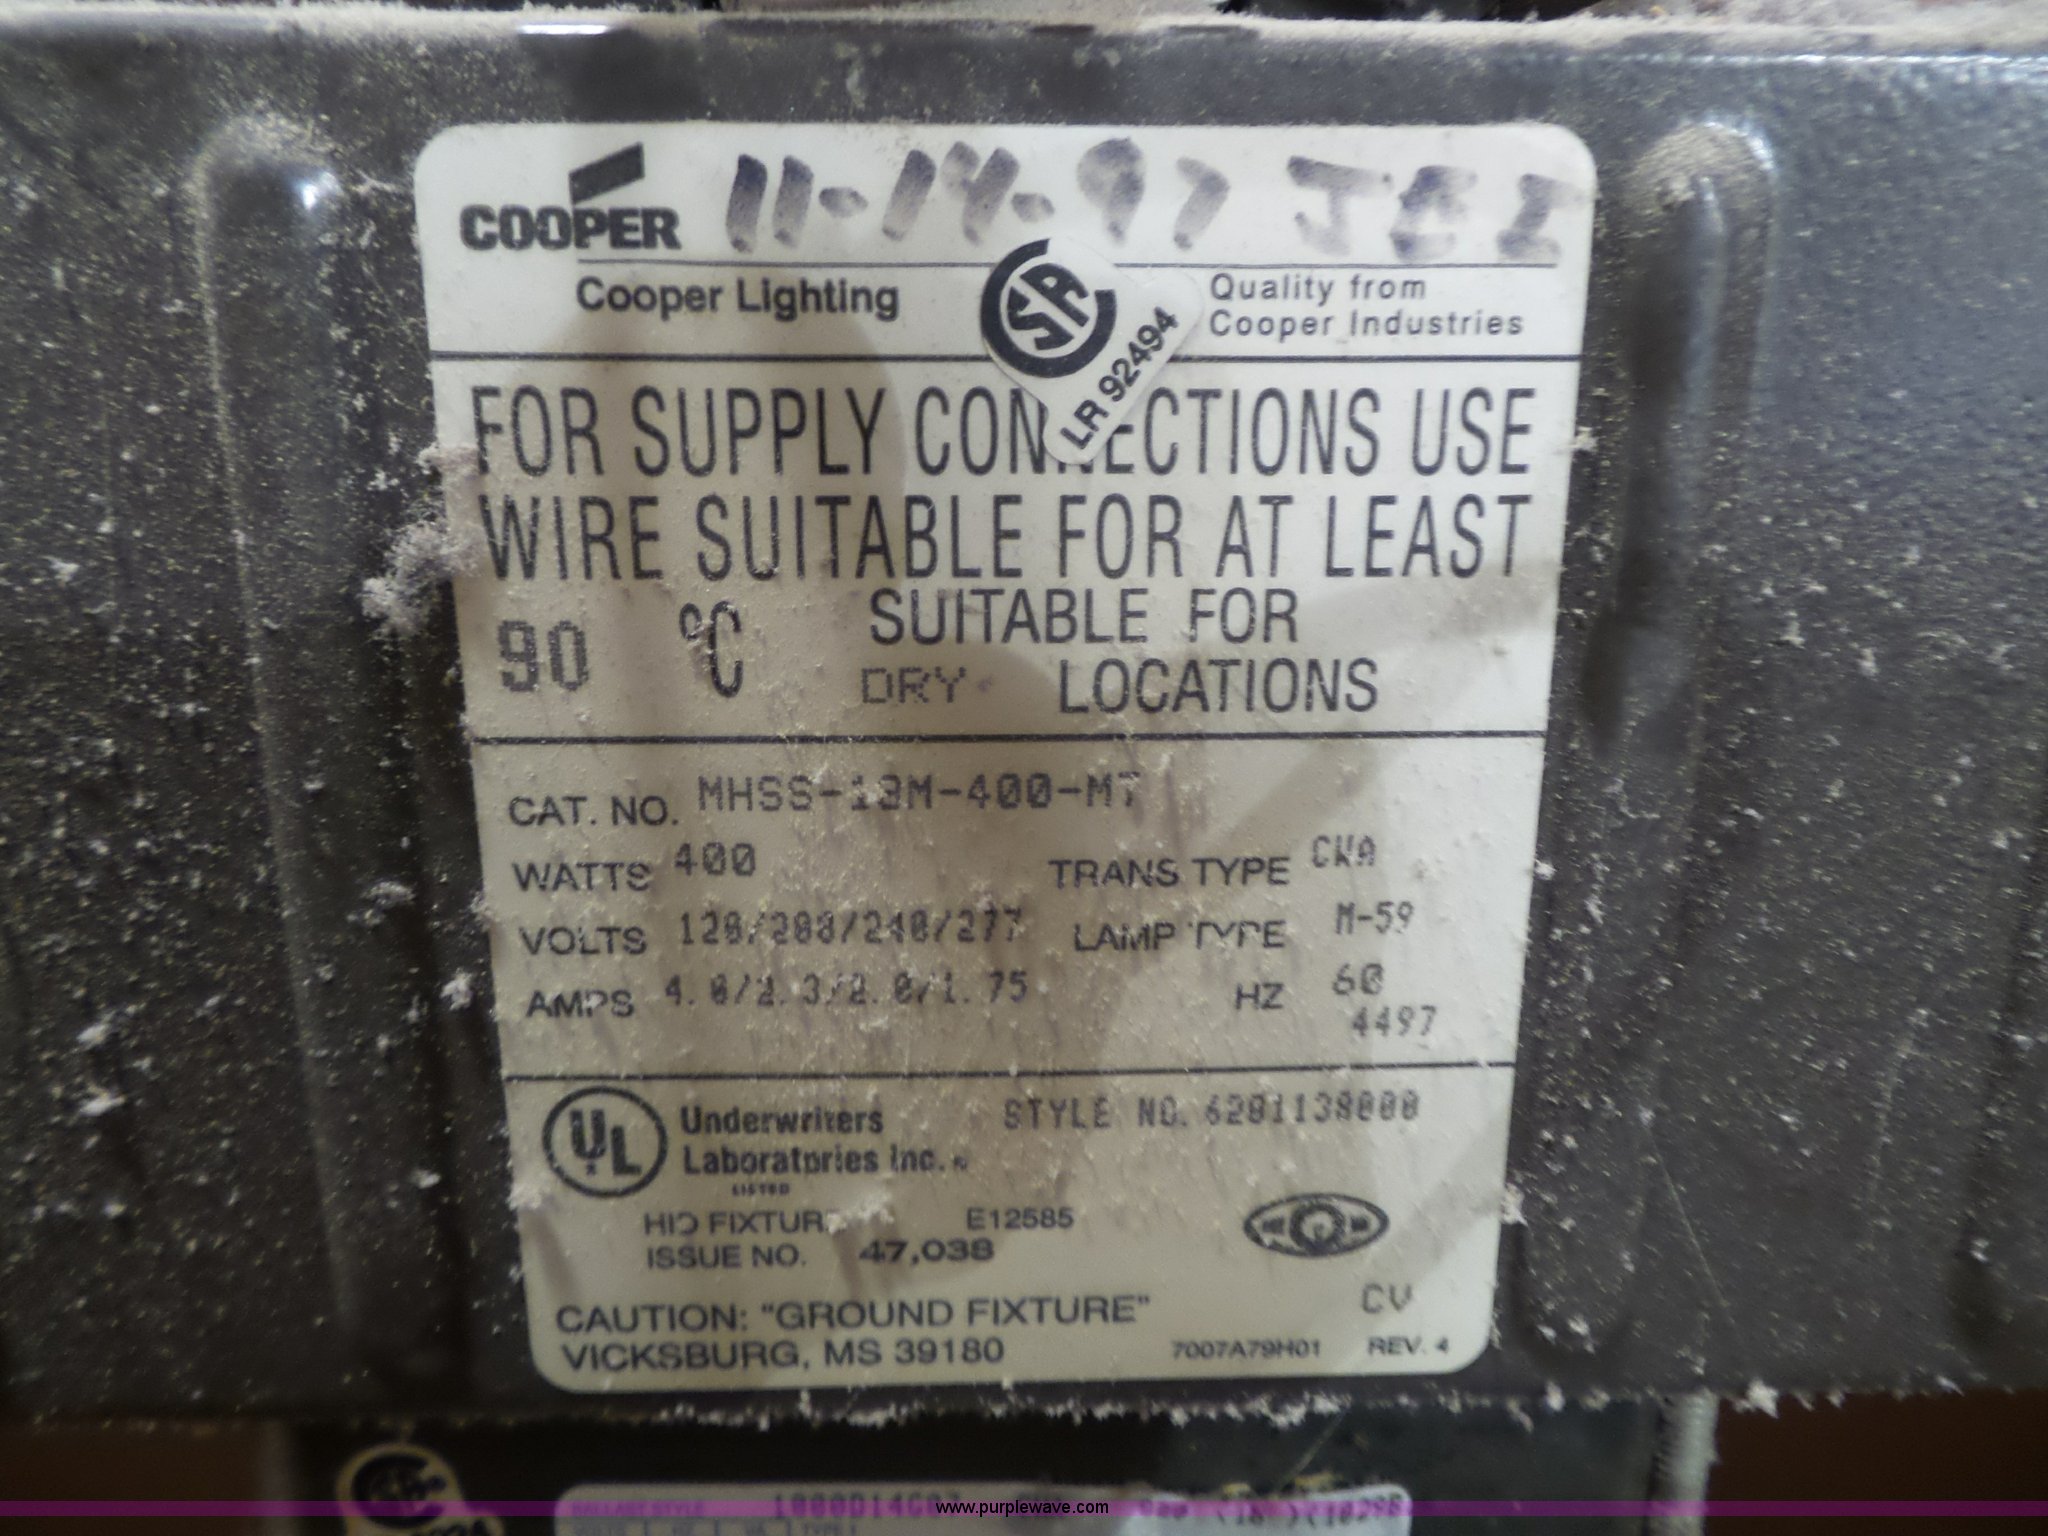 COOPER 11-14-97 JEI
Cooper Lighting
Quality from
Cooper Industries
SA
LR 92494
FOR SUPPLY CONNECTIONS USE
WIRE SUITABLE FOR AT LEAST
90 °C SUITABLE FOR
DRY LOCATIONS
CAT. NO. MHSS-13M-400-MT
WATTS 400 TRANS TYPE CWA
VOLTS 120/208/240/277 LAMP TYPE M-59
AMPS 4.0/2.3/2.0/1.75 HZ 60
4497
UL Underwriters
Laboratories Inc.®
LISTED
STYLE NO.
HID FIXTURE E12585
ISSUE NO. 47,038
CAUTION: "GROUND FIXTURE" CV
VICKSBURG, MS 39180 7007A79H01 REV. 4
BALLAST STYLE
www.purplewave.com